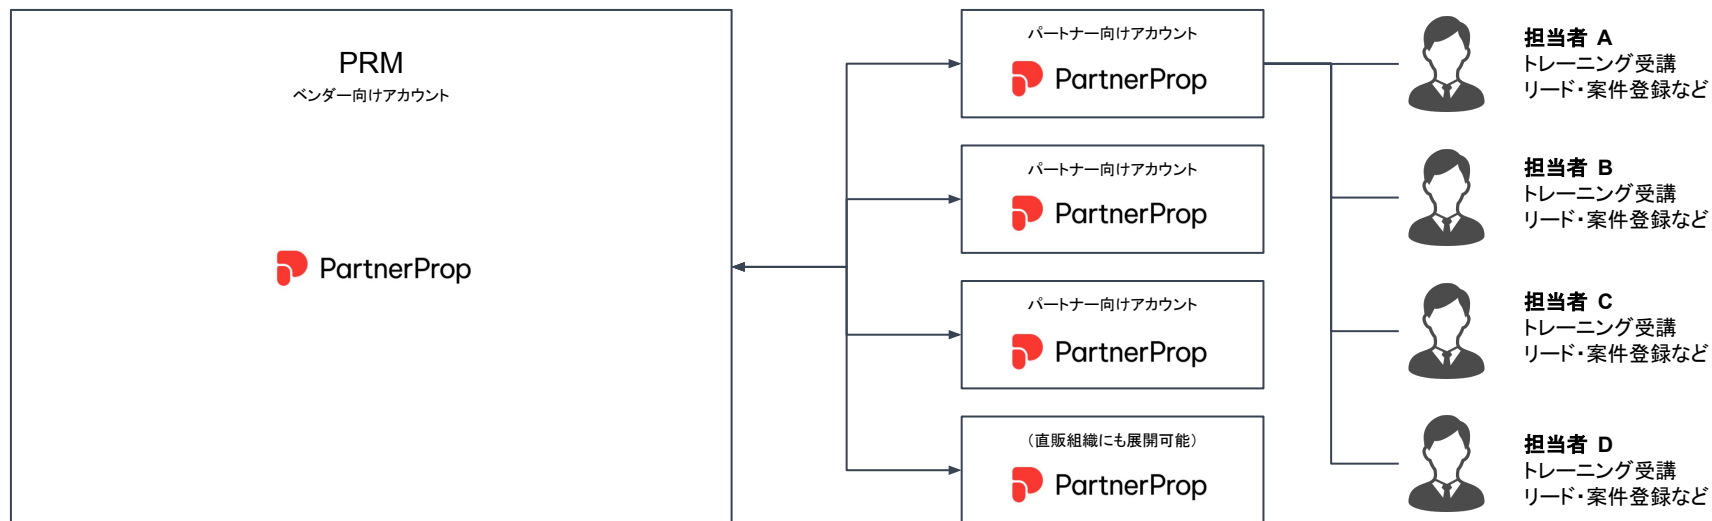 PRM
ベンダー向けアカウント
PartnerProp
パートナー向けアカウント
PartnerProp
パートナー向けアカウント
PartnerProp
パートナー向けアカウント
PartnerProp
(直販組織にも展開可能)
PartnerProp
担当者 A
トレーニング受講
リード・案件登録など
担当者 B
トレーニング受講
リード・案件登録など
担当者 C
トレーニング受講
リード・案件登録など
担当者 D
トレーニング受講
リード・案件登録など